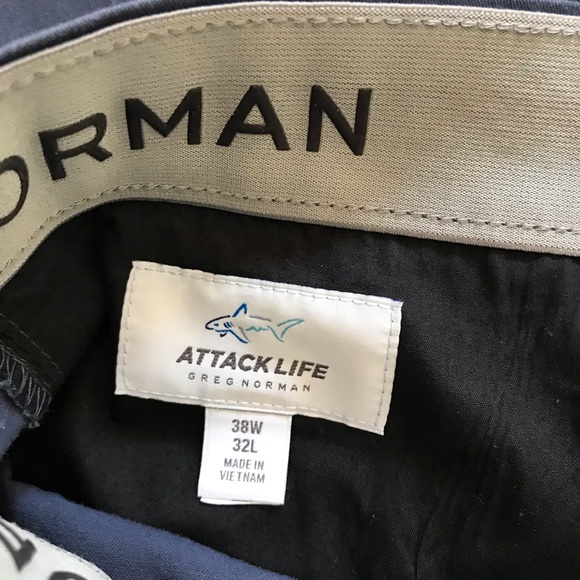 ORMAN
ATTACK LIFE
GREG NORMAN
38W
32L
MADE IN
VIETNAM